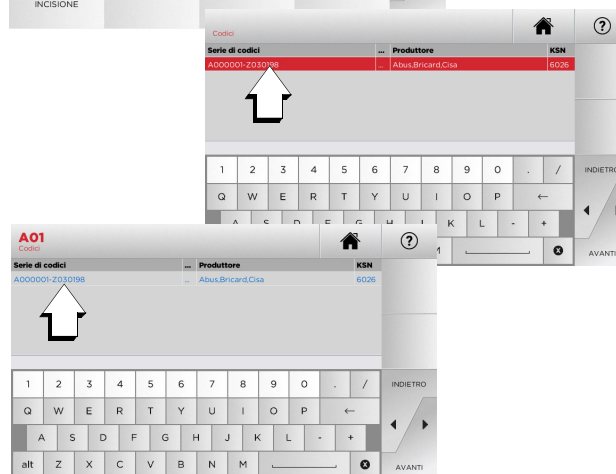 INCISIONE
Codici
Serie di codici ... Produttore KSN
A000001-Z030198 .. Abus,Bricard,Cisa 6026
1 2 3 4 5 6 7 8 9 0 . /
Q W E R T Y U I O P ←
K L - +
INDIETRO
AVANTI
A01
Codici
?
Serie di codici ... Produttore KSN
A000001-Z030198 .. Abus,Bricard,Cisa 6026
1 2 3 4 5 6 7 8 9 0 . /
Q W E R T Y U I O P ←
A S D F G H J K L - +
alt Z X C V B N M
INDIETRO
AVANTI